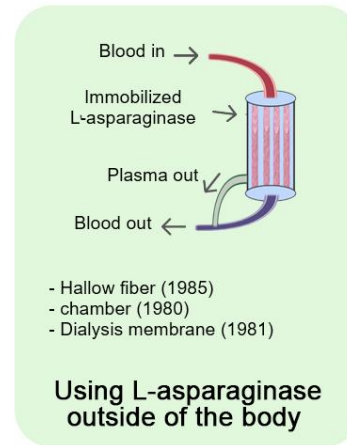 Blood in
Immobilized
L-asparaginase
Plasma out
Blood out
- Hallow fiber (1985)
- chamber (1980)
- Dialysis membrane (1981)
Using L-asparaginase
outside of the body